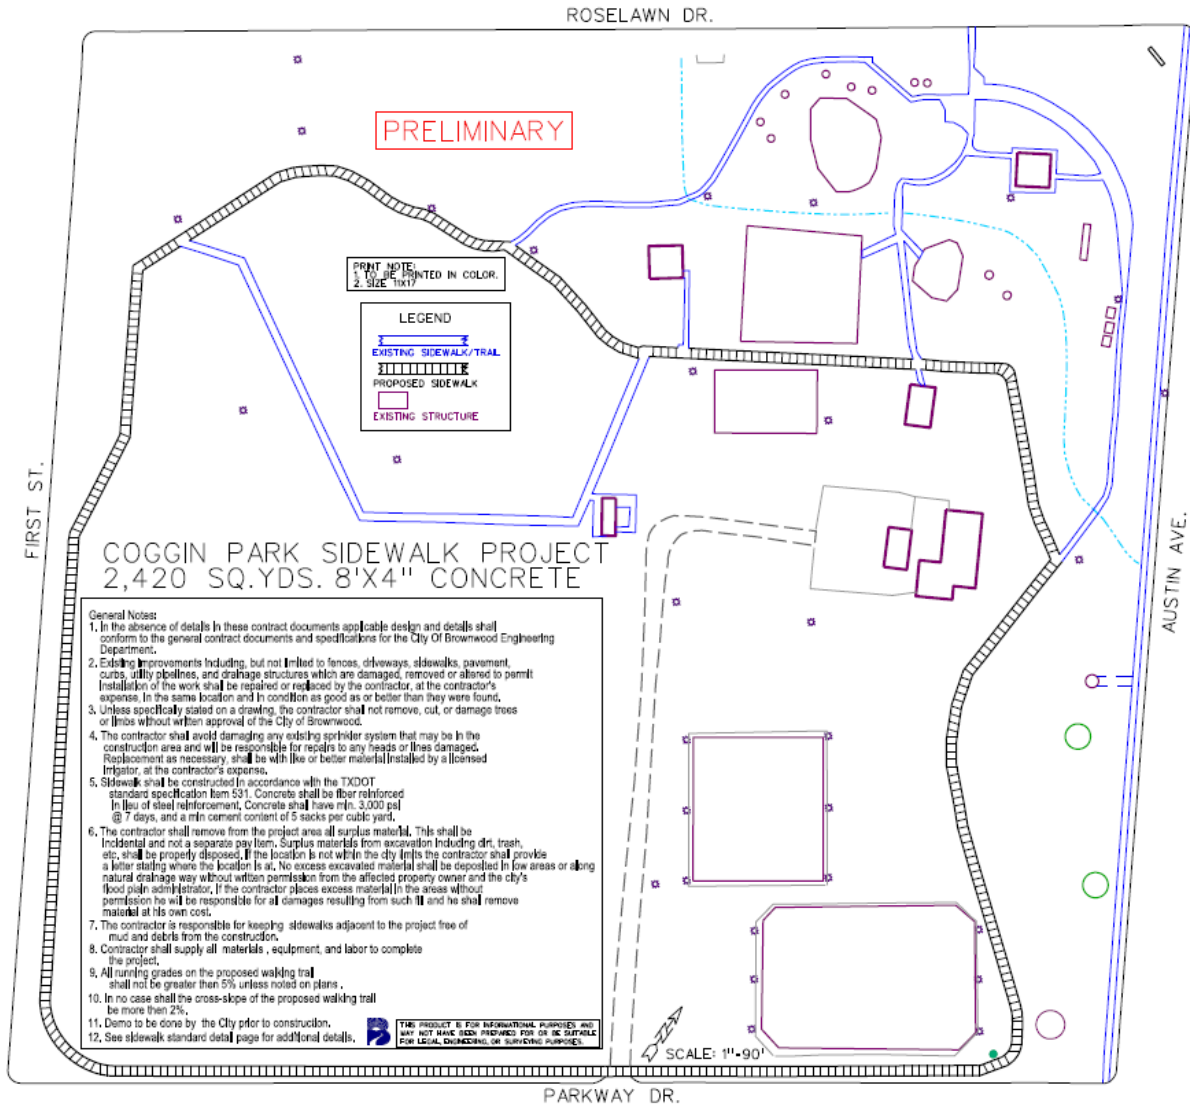 ROSELAWN DR.
PRELIMINARY
PRINT NOTE:
1. TO BE PRINTED IN COLOR.
2. SIZE 11X17
LEGEND
EXISTING SIDEWALK/TRAIL
PROPOSED SIDEWALK
EXISTING STRUCTURE
FIRST ST.
AUSTIN AVE.
COGGIN PARK SIDEWALK PROJECT
2,420 SQ.YDS. 8'X4" CONCRETE
General Notes:
1. In the absence of details in these contract documents applicable design and details shall
conform to the general contract documents and specifications for the City Of Brownwood Engineering
Department.
2. Existing improvements including, but not limited to fences, driveways, sidewalks, pavement,
curbs, utility pipelines, and drainage structures which are damaged, removed or altered to permit
installation of the work shall be repaired or replaced by the contractor, at the contractor's
expense, in the same location and in condition as good as or better than they were found.
3. Unless specifically stated on a drawing, the contractor shall not remove, cut, or damage trees
or limbs without written approval of the City of Brownwood.
4. The contractor shall avoid damaging any existing sprinkler system that may be in the
construction area and will be responsible for repairs to any heads or lines damaged.
Replacement as necessary, shall be with like or better material installed by a licensed
irrigator, at the contractor's expense.
5. Sidewalk shall be constructed in accordance with the TXDOT
standard specification Item 531. Concrete shall be fiber reinforced
in lieu of steel reinforcement. Concrete shall have min. 3,000 psi
@ 7 days, and a min cement content of 5 sacks per cubic yard.
6. The contractor shall remove from the project area all surplus material. This shall be
incidental and not a separate pay item. Surplus materials from excavation including dirt, trash,
etc. shall be properly disposed. If the location is not within the city limits the contractor shall provide
a letter stating where the location is at. No excess excavated material shall be deposited in low areas or along
natural drainage way without written permission from the affected property owner and the city's
flood plain administrator. If the contractor places excess material in the areas without
permission he will be responsible for all damages resulting from such fill and he shall remove
material at his own cost.
7. The contractor is responsible for keeping sidewalks adjacent to the project free of
mud and debris from the construction.
8. Contractor shall supply all materials , equipment, and labor to complete
the project.
9. All running grades on the proposed walking trail
shall not be greater then 5% unless noted on plans .
10. In no case shall the cross-slope of the proposed walking trail
be more then 2%.
11. Demo to be done by the City prior to construction.
12. See sidewalk standard detail page for additional details.
THIS PRODUCT IS FOR INFORMATIONAL PURPOSES AND
MAY NOT HAVE BEEN PREPARED FOR OR BE SUITABLE
FOR LEGAL, ENGINEERING, OR SURVEYING PURPOSES.
SCALE: 1"-90'
PARKWAY DR.